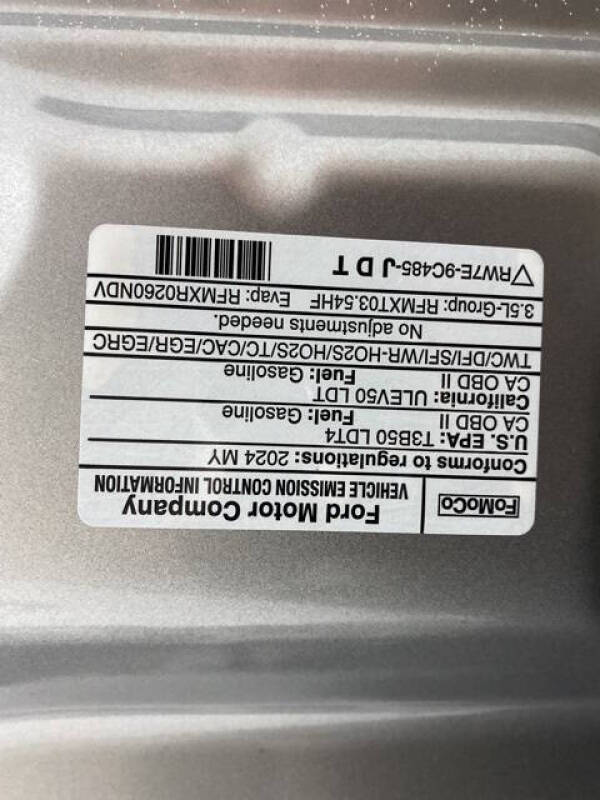 FoMoCo
Ford Motor Company
VEHICLE EMISSION CONTROL INFORMATION
Conforms to regulations: 2024 MY
U.S. EPA: T3B50 LDT4
CA OBD II Fuel: Gasoline
California: ULEV50 LDT
CA OBD II Fuel: Gasoline
TWC/DFI/SFI/WR-HO2S/HO2S/TC/CAC/EGR/EGRC
No adjustments needed.
3.5L-Group: RFMXT03.54HF Evap: RFMXR0260NDV
RW7E-9C485-J D T